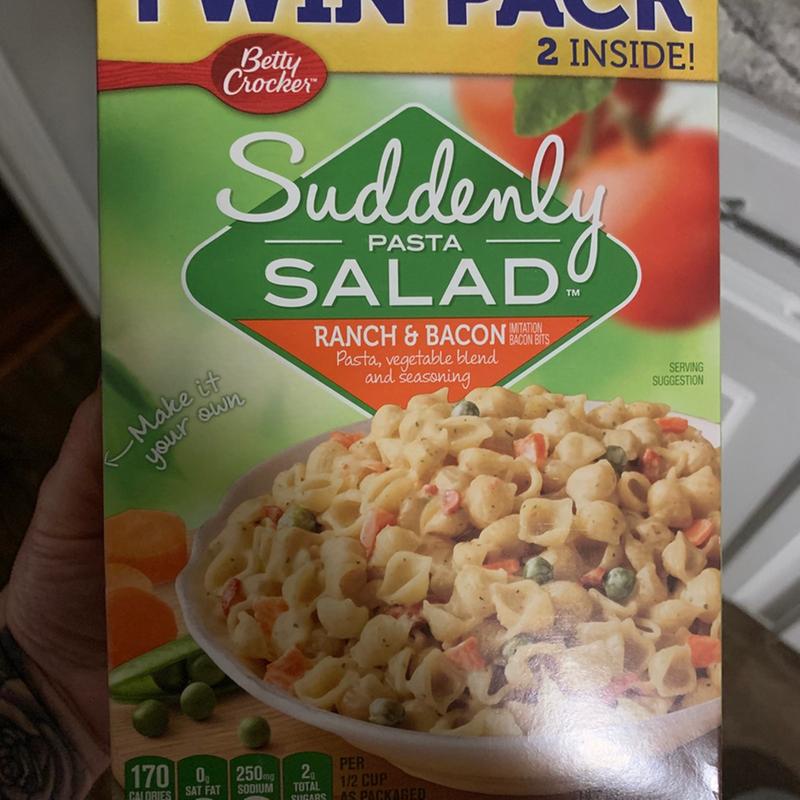 TWIN PACK
2 INSIDE!
Betty
Crocker™
Suddenly
PASTA
SALAD™
RANCH & BACON IMITATION BACON BITS
Pasta, vegetable blend
and seasoning
SERVING
SUGGESTION
Make it
your own
170 CALORIES
0g SAT FAT
250mg SODIUM
2g TOTAL SUGARS
PER
1/2 CUP
AS PACKAGED